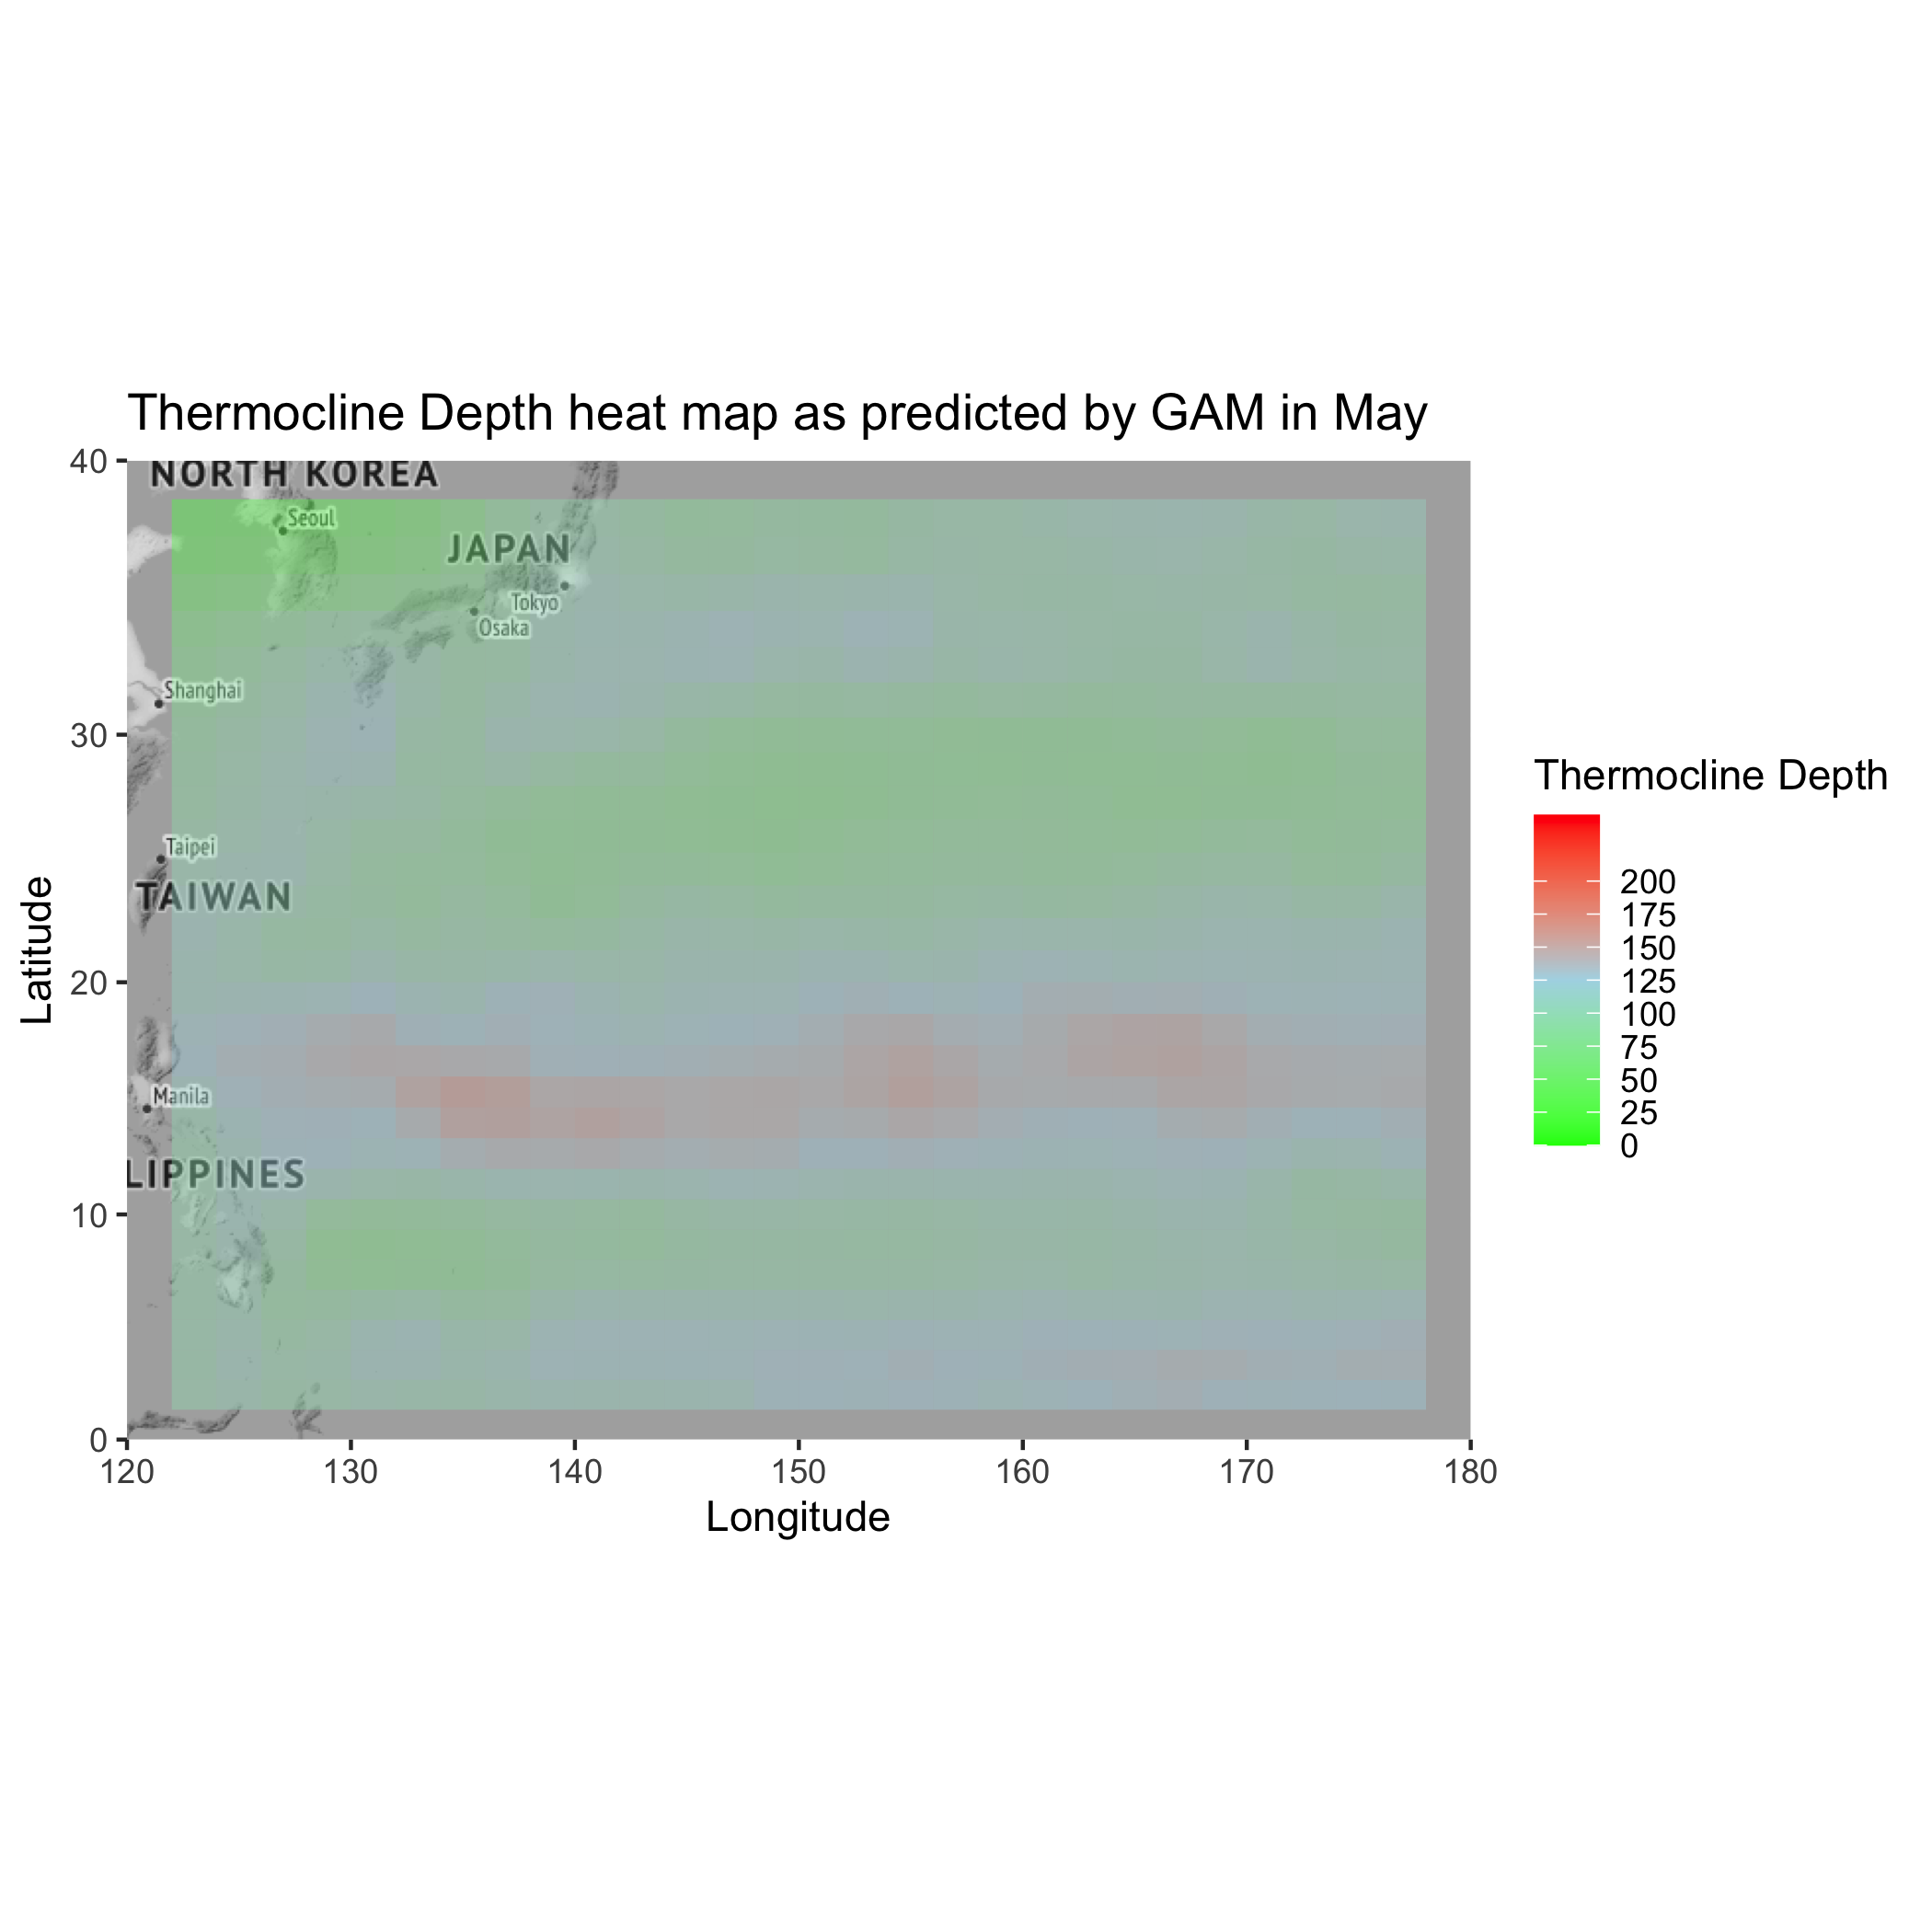 Thermocline Depth heat map as predicted by GAM in May
40
30
20
10
0
Latitude
NORTH KOREA
Seoul
JAPAN
Tokyo
Osaka
Shanghai
Taipei
TAIWAN
Manila
LIPPINES
120
130
140
150
160
170
180
Longitude
Thermocline Depth
200
175
150
125
100
75
50
25
0